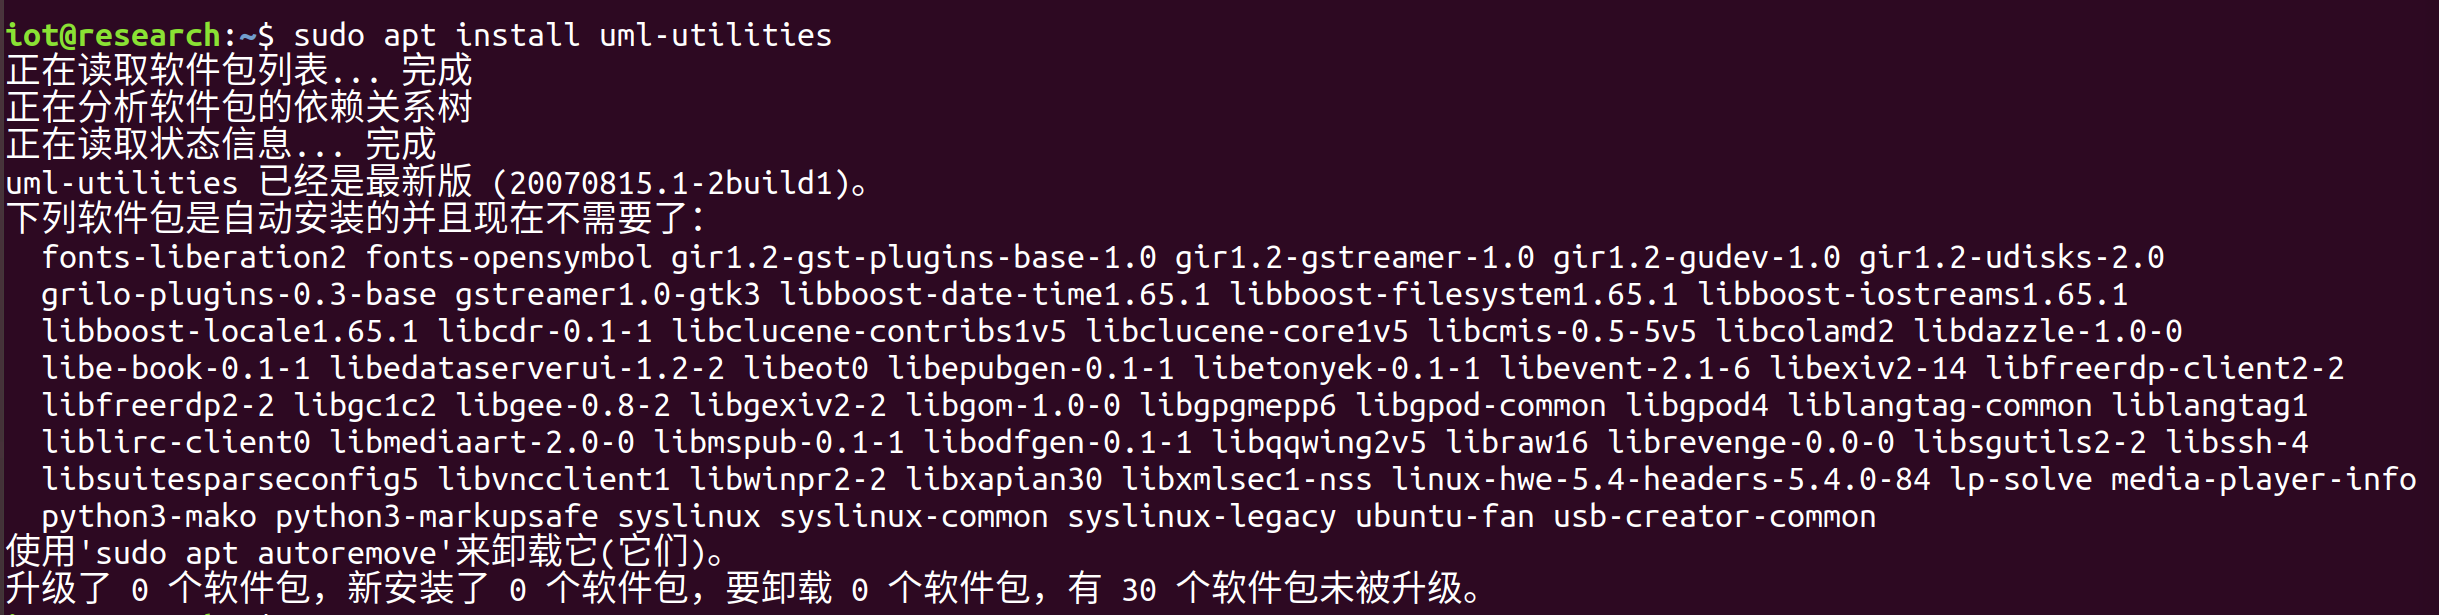 iot@research:~$ sudo apt install uml-utilities
正在读取软件包列表... 完成
正在分析软件包的依赖关系树
正在读取状态信息... 完成
uml-utilities 已经是最新版 (20070815.1-2build1)。
下列软件包是自动安装的并且现在不需要了：
  fonts-liberation2 fonts-opensymbol gir1.2-gst-plugins-base-1.0 gir1.2-gstreamer-1.0 gir1.2-gudev-1.0 gir1.2-udisks-2.0
  grilo-plugins-0.3-base gstreamer1.0-gtk3 libboost-date-time1.65.1 libboost-filesystem1.65.1 libboost-iostreams1.65.1
  libboost-locale1.65.1 libcdr-0.1-1 libclucene-contribs1v5 libclucene-core1v5 libcmis-0.5-5v5 libcolamd2 libdazzle-1.0-0
  libe-book-0.1-1 libedataserverui-1.2-2 libeot0 libepubgen-0.1-1 libetonyek-0.1-1 libevent-2.1-6 libexiv2-14 libfreerdp-client2-2
  libfreerdp2-2 libgc1c2 libgee-0.8-2 libgexiv2-2 libgom-1.0-0 libgpgmepp6 libgpod-common libgpod4 liblangtag-common liblangtag1
  liblirc-client0 libmediaart-2.0-0 libmspub-0.1-1 libodfgen-0.1-1 libqqwing2v5 libraw16 librevenge-0.0-0 libsgutils2-2 libssh-4
  libsuitesparseconfig5 libvncclient1 libwinpr2-2 libxapian30 libxmlsec1-nss linux-hwe-5.4-headers-5.4.0-84 lp-solve media-player-info
  python3-mako python3-markupsafe syslinux syslinux-common syslinux-legacy ubuntu-fan usb-creator-common
使用'sudo apt autoremove'来卸载它(它们)。
升级了 0 个软件包，新安装了 0 个软件包，要卸载 0 个软件包，有 30 个软件包未被升级。